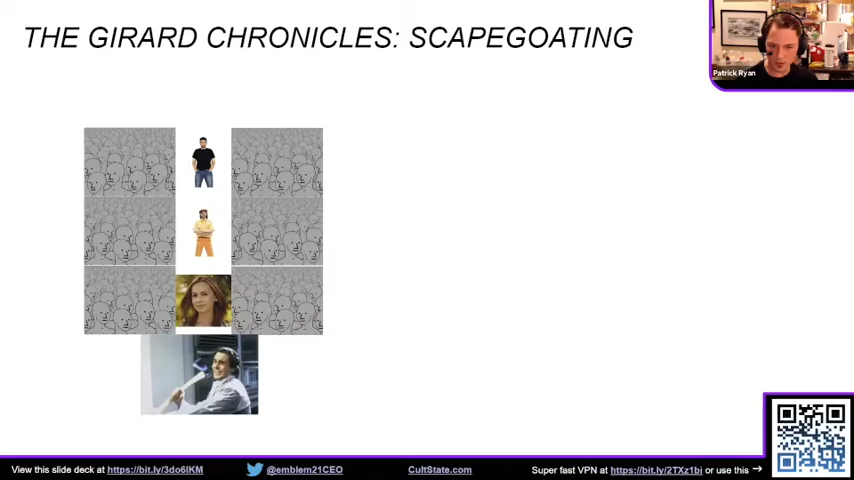 THE GIRARD CHRONICLES: SCAPEGOATING
Patrick Ryan
View this slide deck at https://bit.ly/3do6lKM @emblem21CEO CultState.com Super fast VPN at https://bit.ly/2TXz1bi or use this